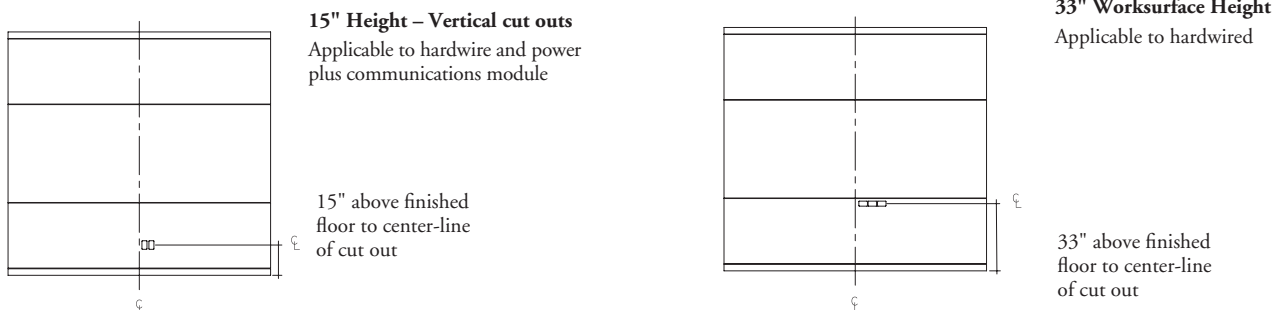 15" Height – Vertical cut outs
Applicable to hardwire and power
plus communications module
15" above finished
floor to center-line
of cut out
℄
℄
33" Worksurface Height
Applicable to hardwired
33" above finished
floor to center-line
of cut out
℄
℄